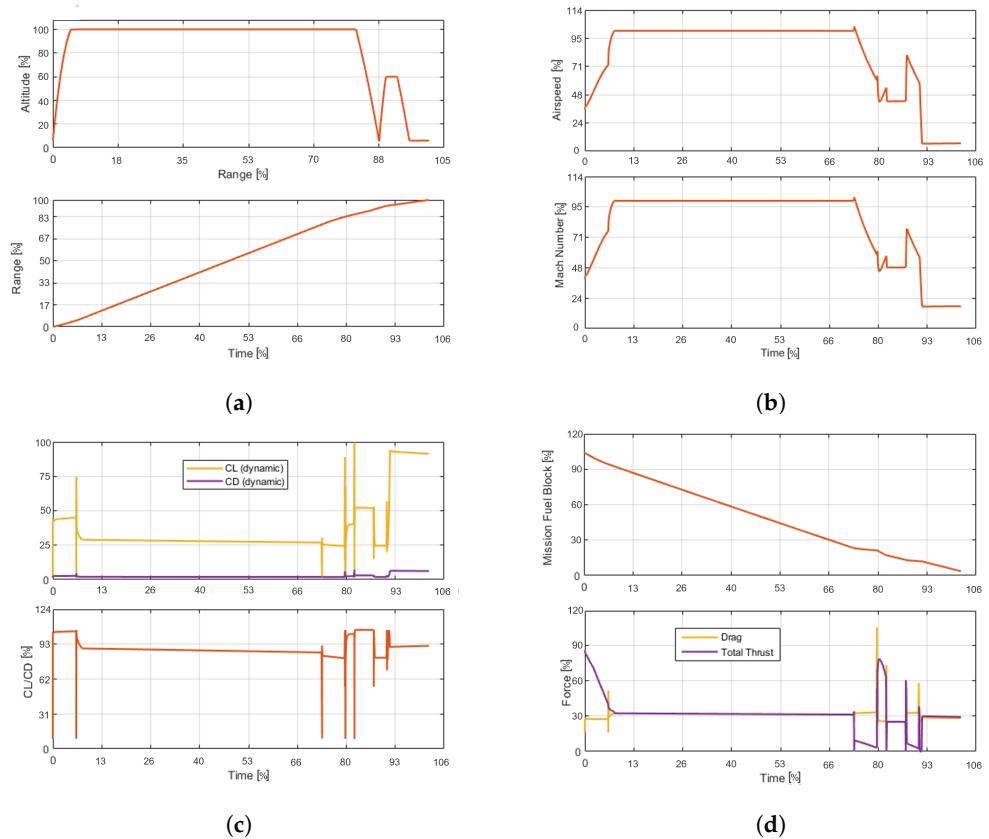 100
80
60
40
20
0
Altitude [%]
0 18 35 53 70 88 105
Range [%]
100
83
67
50
33
17
0
Range [%]
0 13 26 40 53 66 80 93 106
Time [%]
(a)
114
95
71
48
24
0
Airspeed [%]
0 13 26 40 53 66 80 93 106
114
95
71
48
24
0
Mach Number [%]
0 13 26 40 53 66 80 93 106
Time [%]
(b)
100
75
50
25
0
CL (dynamic)
CD (dynamic)
0 13 26 40 53 66 80 93 106
124
93
62
31
0
CL/CD [%]
0 13 26 40 53 66 80 93 106
Time [%]
(c)
120
90
60
30
0
Mission Fuel Block [%]
0 13 26 40 53 66 80 93 106
120
90
60
30
0
Force [%]
Drag
Total Thrust
0 13 26 40 53 66 80 93 106
Time [%]
(d)